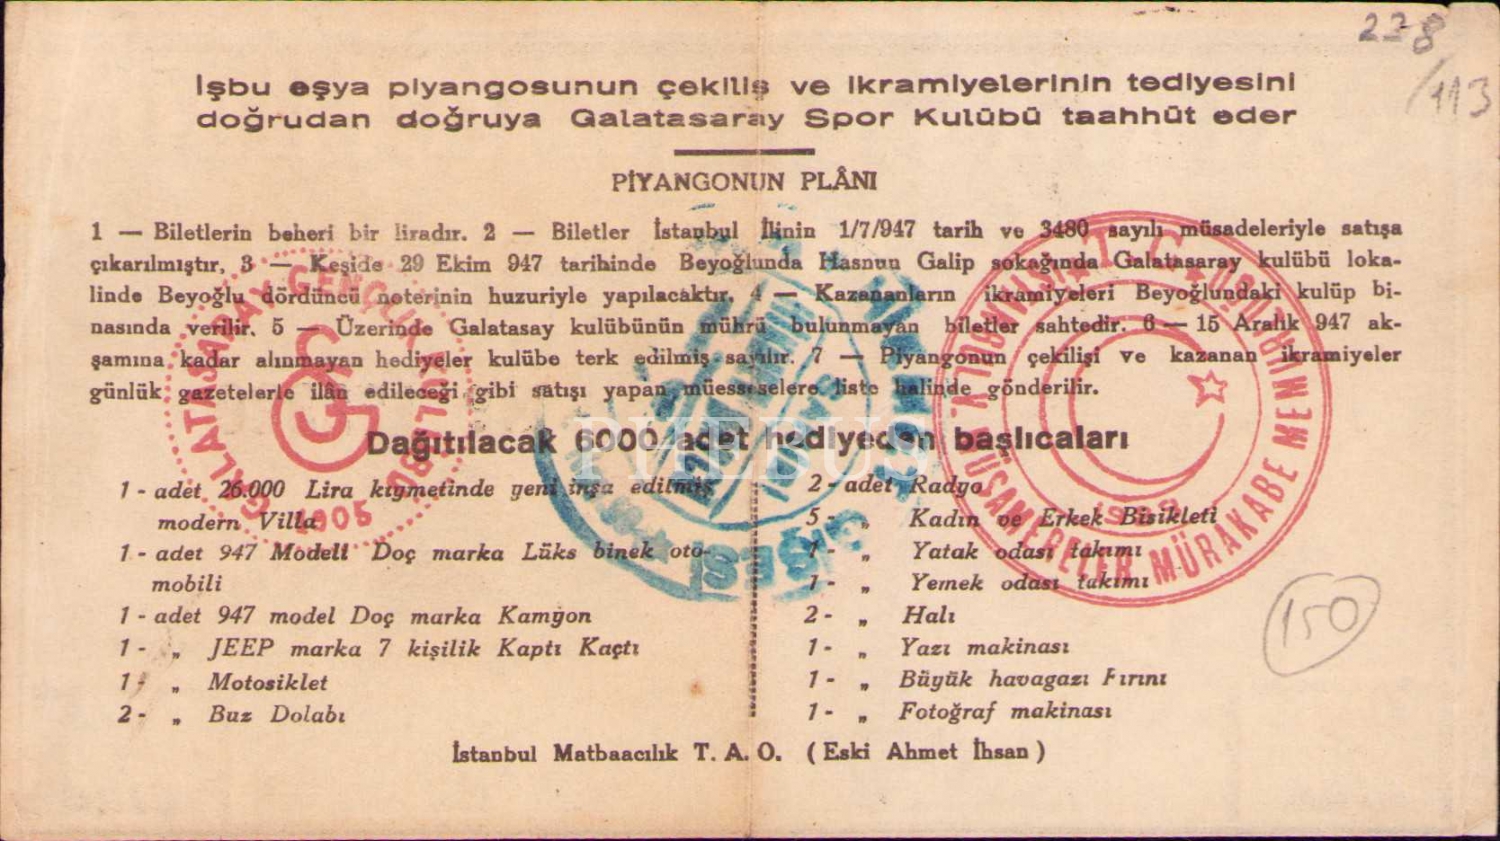 228
/113
İşbu eşya piyangosunun çekiliş ve ikramiyelerinin tediyesini
doğrudan doğruya Galatasaray Spor Kulübü taahhüt eder
PİYANGONUN PLÂNI
1 — Biletlerin beheri bir liradır. 2 — Biletler İstanbul İlinin 1/7/947 tarih ve 3480 sayılı müsadeleriyle satışa
çıkarılmıştır, 3 — Keşide 29 Ekim 947 tarihinde Beyoğlunda Hasnun Galip sokağında Galatasaray kulübü loka-
linde Beyoğlu dördüncü noterinin huzuriyle yapılacaktır. 4 — Kazananların ikramiyeleri Beyoğlundaki kulüp bi-
nasında verilir. 5 — Üzerinde Galatasay kulübünün mührü bulunmayan biletler sahtedir. 6 — 15 Aralık 947 ak-
şamına kadar alınmayan hediyeler kulübe terk edilmiş sayılır. 7 — Piyangonun çekilişi ve kazanan ikramiyeler
günlük gazetelerle ilân edileceği gibi satışı yapan müesseselere liste halinde gönderilir.
Dağıtılacak 6000 adet hediyeden başlıcaları
1 - adet 26.000 Lira kıymetinde yeni inşa edilmiş
modern Villa
1 - adet 947 Modeli Doç marka Lüks binek oto-
mobili
1 - adet 947 model Doç marka Kamyon
1 - „ JEEP marka 7 kişilik Kaptı Kaçtı
1 - „ Motosiklet
2 - „ Buz Dolabı
2 - adet Radyo
5 - „ Kadın ve Erkek Bisikleti
1 - „ Yatak odası takımı
1 - „ Yemek odası takımı
2 - „ Halı
1 - „ Yazı makinası
1 - „ Büyük havagazı Fırını
1 - „ Fotoğraf makinası
150
İstanbul Matbaacılık T. A. O. ( Eski Ahmet İhsan )
GALATASARAY GENÇLİK KULÜBÜ
1905
T.C.
MÜSAMERELER MÜRAKABE MEMURLUĞU
PHEBUS